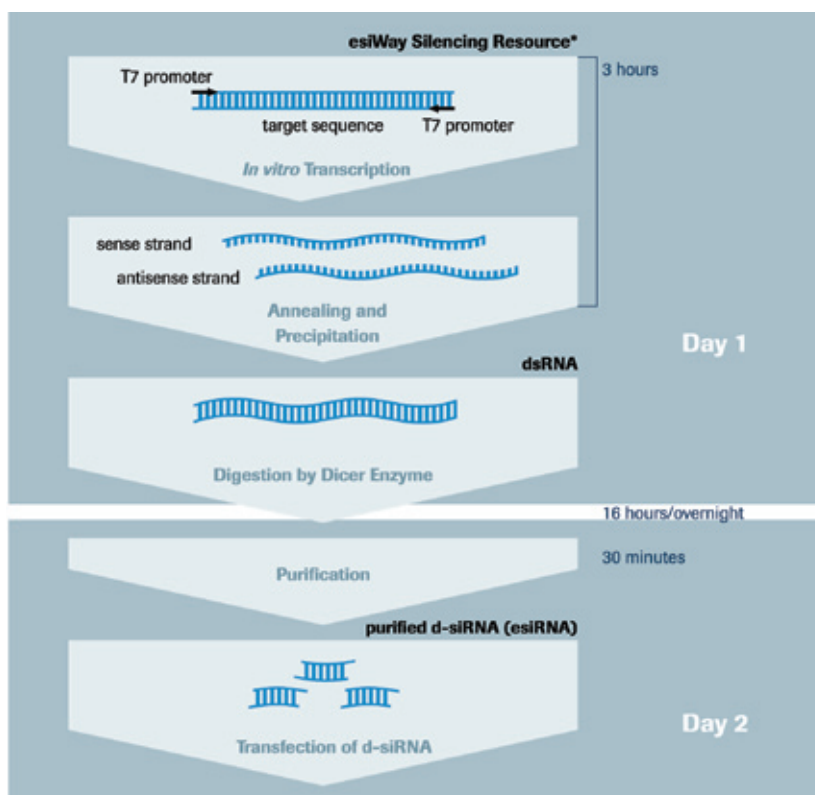 esiWay Silencing Resource*
T7 promoter
3 hours
target sequence
T7 promoter
In vitro Transcription
sense strand
antisense strand
Annealing and
Precipitation
Day 1
dsRNA
Digestion by Dicer Enzyme
16 hours/overnight
30 minutes
Purification
purified d-siRNA (esiRNA)
Day 2
Transfection of d-siRNA